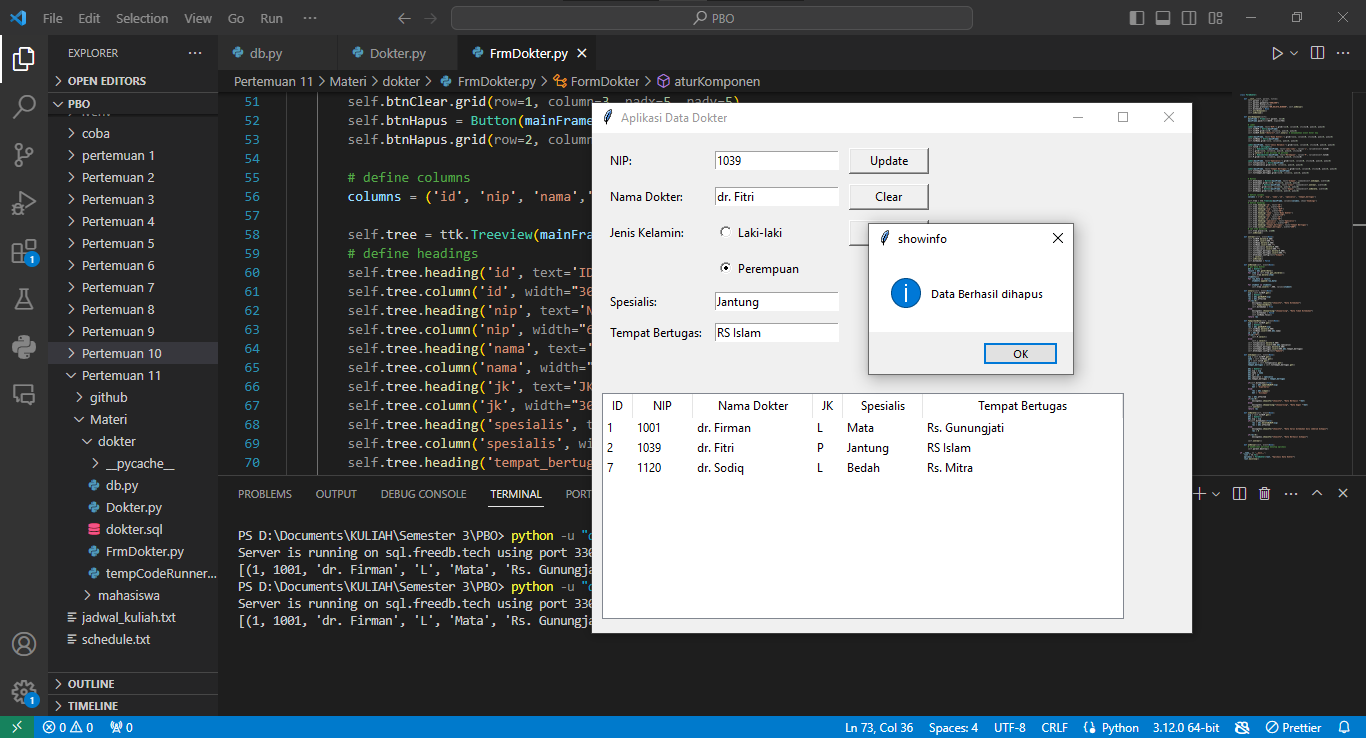 File Edit Selection View Go Run ··· PBO
EXPLORER ···
OPEN EDITORS
PBO
coba
pertemuan 1
Pertemuan 2
Pertemuan 3
Pertemuan 4
Pertemuan 5
Pertemuan 6
Pertemuan 7
Pertemuan 8
Pertemuan 9
Pertemuan 10
Pertemuan 11
github
Materi
dokter
__pycache__
db.py
Dokter.py
dokter.sql
FrmDokter.py
tempCodeRunner...
mahasiswa
jadwal_kuliah.txt
schedule.txt
OUTLINE
TIMELINE
1
1
db.py Dokter.py FrmDokter.py
Pertemuan 11 > Materi > dokter > FrmDokter.py > FormDokter > aturKomponen
51 self.btnClear.grid(row=1, column=3, padx=5, pady=5)
52 self.btnHapus = Button(mainFrame
53 self.btnHapus.grid(row=2, column
54
55 # define columns
56 columns = ('id', 'nip', 'nama','
57
58 self.tree = ttk.Treeview(mainFra
59 # define headings
60 self.tree.heading('id', text='ID
61 self.tree.column('id', width="30
62 self.tree.heading('nip', text='N
63 self.tree.column('nip', width="6
64 self.tree.heading('nama', text='
65 self.tree.column('nama', width="
66 self.tree.heading('jk', text='JK
67 self.tree.column('jk', width="30
68 self.tree.heading('spesialis', t
69 self.tree.column('spesialis', wi
70 self.tree.heading('tempat_bertug
PROBLEMS OUTPUT DEBUG CONSOLE TERMINAL PORT
PS D:\Documents\KULIAH\Semester 3\PBO> python -u "d
Server is running on sql.freedb.tech using port 330
[(1, 1001, 'dr. Firman', 'L', 'Mata', 'Rs. Gunungja
PS D:\Documents\KULIAH\Semester 3\PBO> python -u "d
Server is running on sql.freedb.tech using port 330
[(1, 1001, 'dr. Firman', 'L', 'Mata', 'Rs. Gunungja
Aplikasi Data Dokter
NIP: 1039 Update
Nama Dokter: dr. Fitri Clear
Jenis Kelamin: Laki-laki
Perempuan
Spesialis: Jantung
Tempat Bertugas: RS Islam
showinfo
Data Berhasil dihapus
OK
ID NIP Nama Dokter JK Spesialis Tempat Bertugas
1 1001 dr. Firman L Mata Rs. Gunungjati
2 1039 dr. Fitri P Jantung RS Islam
7 1120 dr. Sodiq L Bedah Rs. Mitra
0 0 0 Ln 73, Col 36 Spaces: 4 UTF-8 CRLF Python 3.12.0 64-bit Prettier